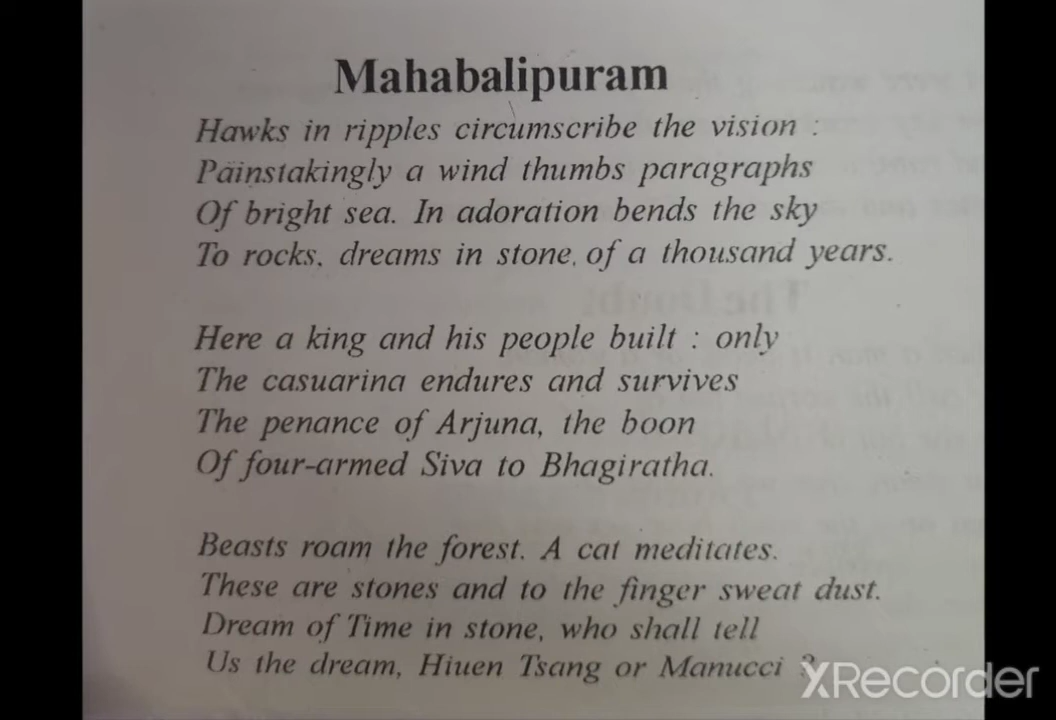 Mahabalipuram
Hawks in ripples circumscribe the vision :
Painstakingly a wind thumbs paragraphs
Of bright sea. In adoration bends the sky
To rocks, dreams in stone, of a thousand years.
Here a king and his people built : only
The casuarina endures and survives
The penance of Arjuna, the boon
Of four-armed Siva to Bhagiratha.
Beasts roam the forest. A cat meditates.
These are stones and to the finger sweat dust.
Dream of Time in stone, who shall tell
Us the dream, Hiuen Tsang or Manucci ?
XRecorder